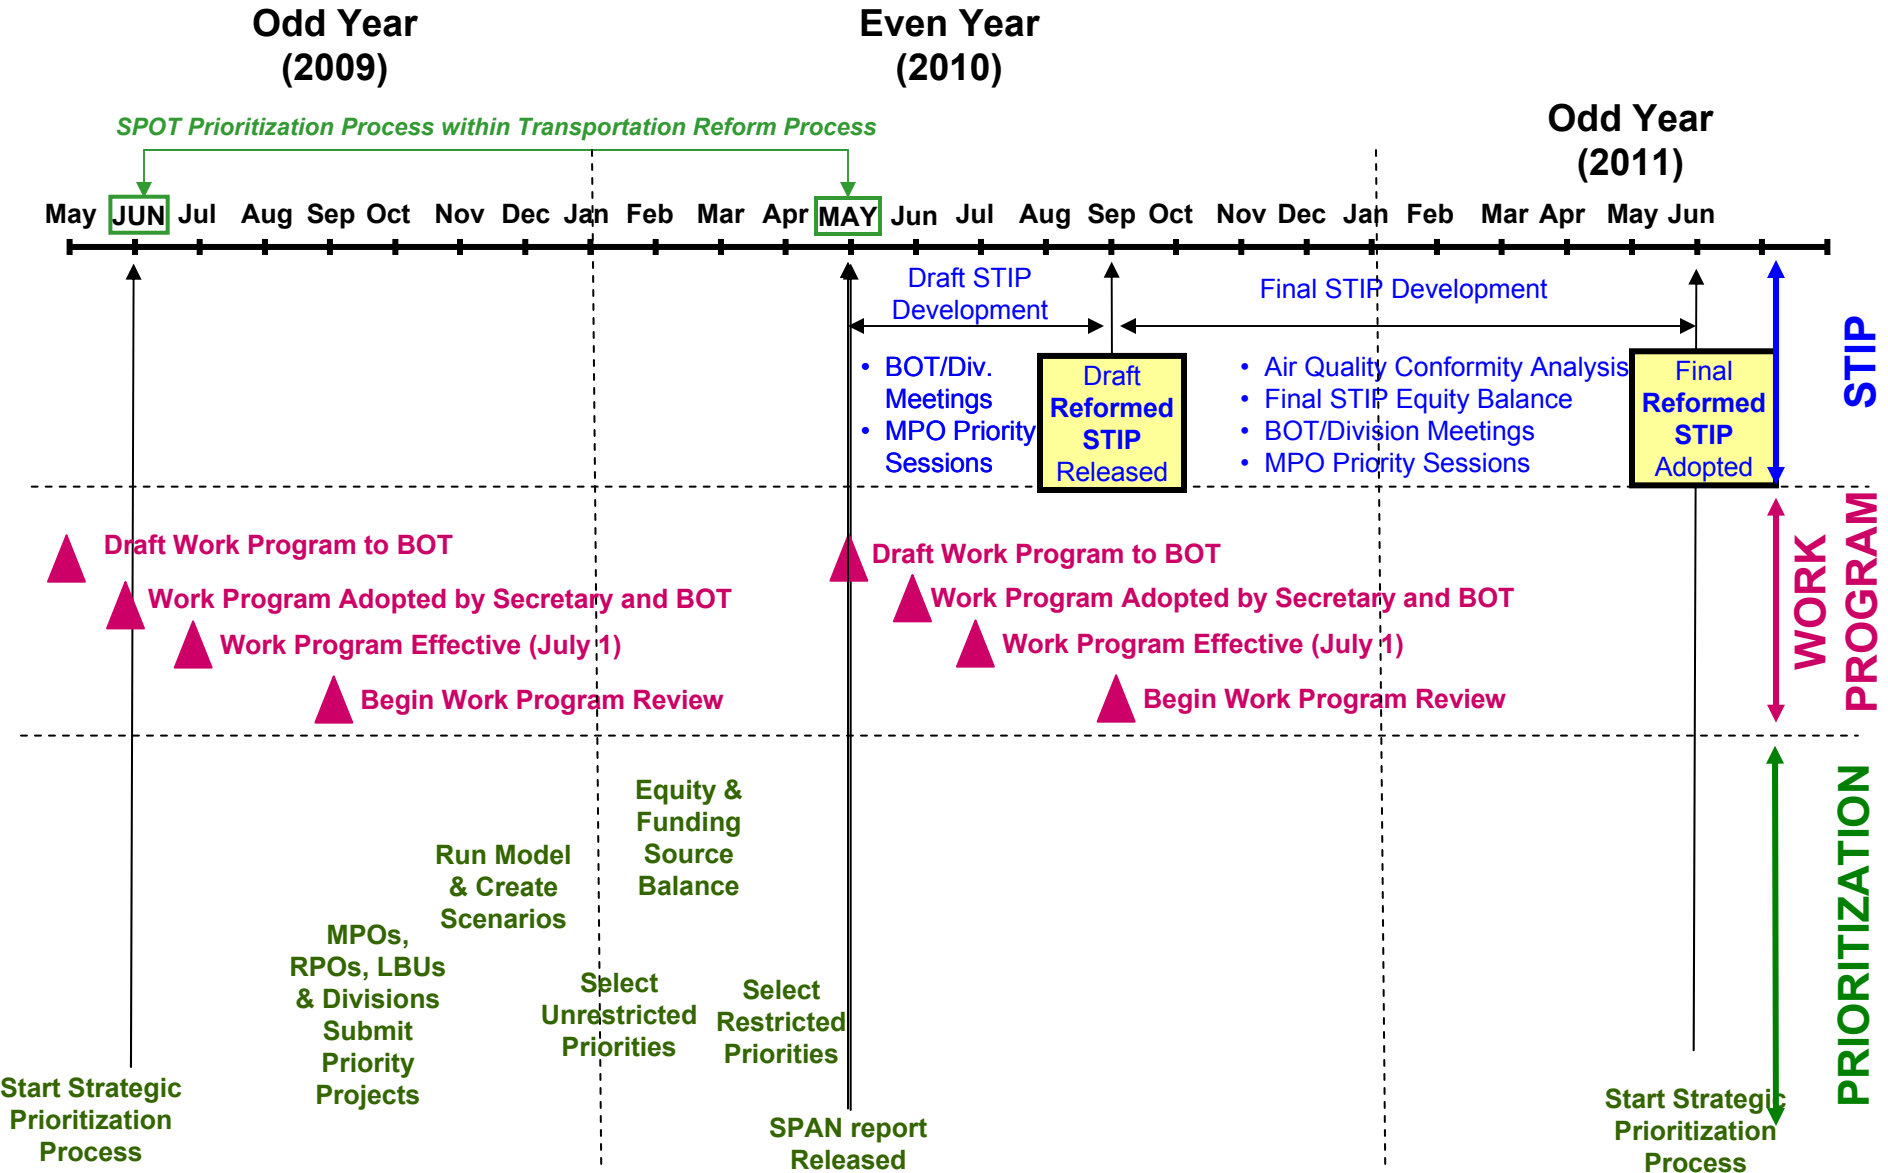 Odd Year
(2009)
Even Year
(2010)
Odd Year
(2011)
SPOT Prioritization Process within Transportation Reform Process
May JUN Jul Aug Sep Oct Nov Dec Jan Feb Mar Apr MAY Jun Jul Aug Sep Oct Nov Dec Jan Feb Mar Apr May Jun
Draft STIP
Development
Final STIP Development
• BOT/Div.
Meetings
• MPO Priority
Sessions
Draft
Reformed
STIP
Released
• Air Quality Conformity Analysis
• Final STIP Equity Balance
• BOT/Division Meetings
• MPO Priority Sessions
Final
Reformed
STIP
Adopted
STIP
Draft Work Program to BOT
Work Program Adopted by Secretary and BOT
Work Program Effective (July 1)
Begin Work Program Review
Draft Work Program to BOT
Work Program Adopted by Secretary and BOT
Work Program Effective (July 1)
Begin Work Program Review
WORK
PROGRAM
Start Strategic
Prioritization
Process
MPOs,
RPOs, LBUs
& Divisions
Submit
Priority
Projects
Run Model
& Create
Scenarios
Select
Unrestricted
Priorities
Equity &
Funding
Source
Balance
Select
Restricted
Priorities
SPAN report
Released
Start Strategic
Prioritization
Process
PRIORITIZATION